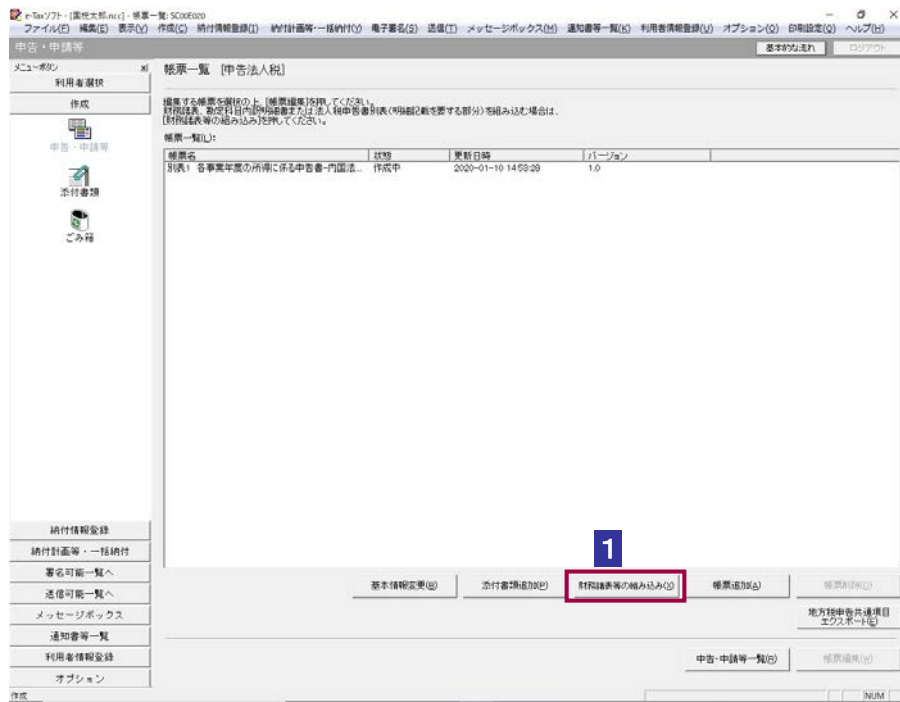 e-Taxソフト - [国税太郎.ncc] - 帳票一覧: SC00E020
ファイル(F) 編集(E) 表示(V) 作成(C) 納付情報登録(I) 納付計画等・一括納付(Y) 電子署名(S) 送信(T) メッセージボックス(M) 通知書等一覧(K) 利用者情報登録(U) オプション(O) 印刷設定(Q) ヘルプ(H)
申告・申請等
基本的な流れ
ログアウト
メニューボタン
利用者選択
作成
申告・申請等
添付書類
ごみ箱
納付情報登録
納付計画等・一括納付
署名可能一覧へ
送信可能一覧へ
メッセージボックス
通知書等一覧
利用者情報登録
オプション
帳票一覧 [申告法人税]
編集する帳票を選択の上、[帳票編集]を押してください。
財務諸表、勘定科目内訳明細書または法人税申告書別表(明細記載を要する部分)を組み込む場合は、
[財務諸表等の組み込み]を押してください。
帳票一覧(L):
帳票名 状態 更新日時 バージョン
別表1 各事業年度の所得に係る申告書-内国法... 作成中 2020-01-10 14:53:29 1.0
1
基本情報変更(B)
添付書類追加(P)
財務諸表等の組み込み(X)
帳票追加(A)
帳票削除(D)
地方税申告共通項目
エクスポート(E)
申告・申請等一覧(R)
帳票編集(W)
作成
NUM